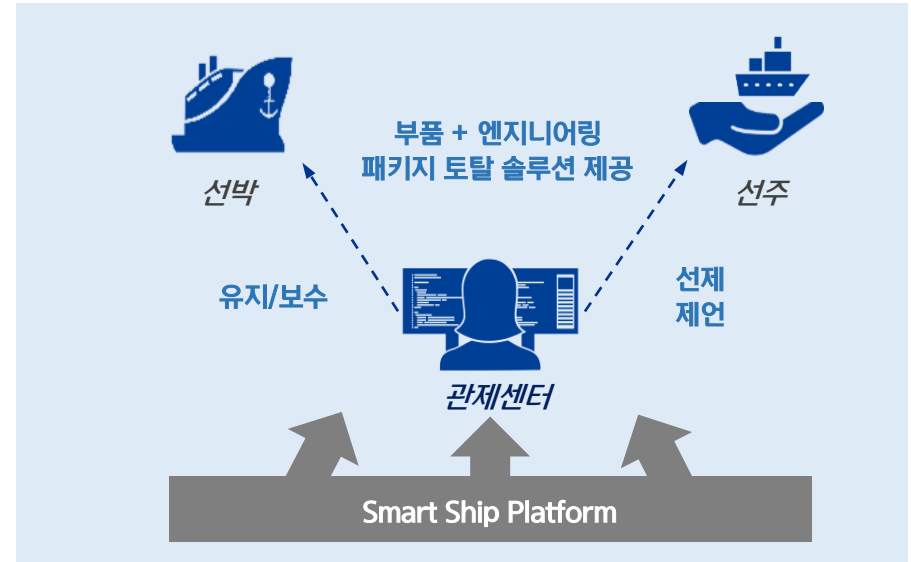 부품 + 엔지니어링
패키지 토탈 솔루션 제공
선박
선주
유지/보수
선제
제언
관제센터
Smart Ship Platform